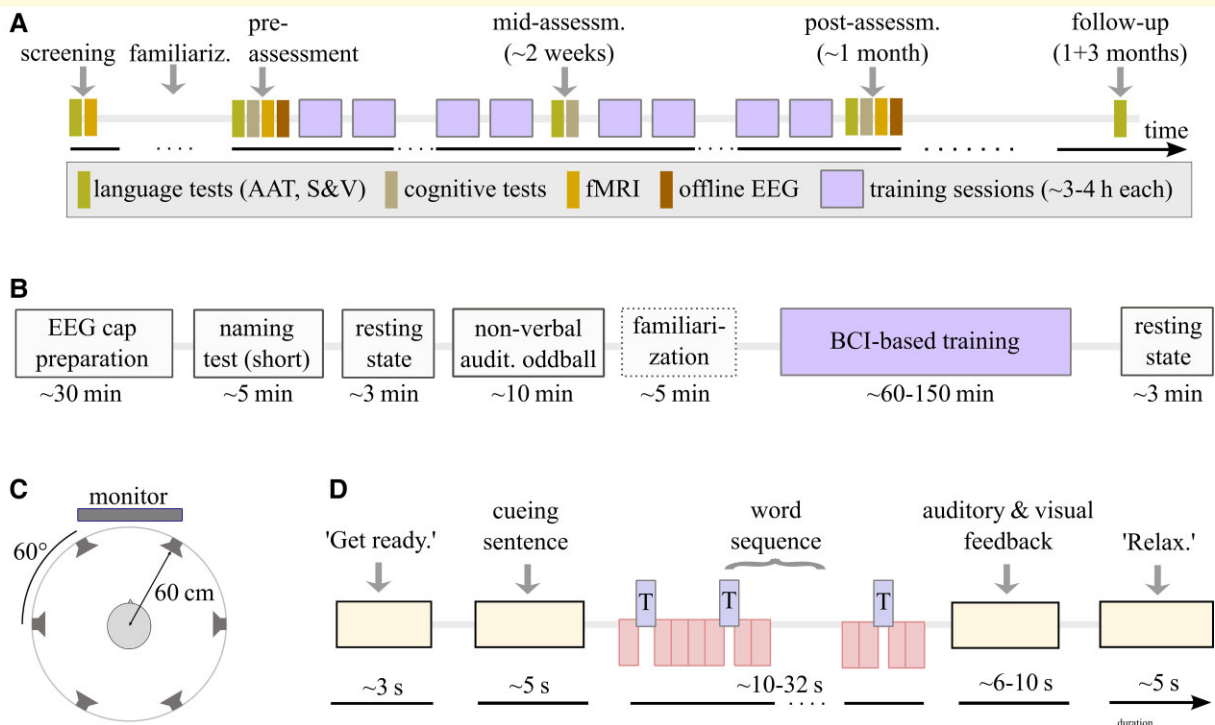 A
screening
familiariz.
pre-
assessment
mid-assessm.
(~2 weeks)
post-assessm.
(~1 month)
follow-up
(1+3 months)
time
language tests (AAT, S&V)
cognitive tests
fMRI
offline EEG
training sessions (~3-4 h each)
B
EEG cap
preparation
~30 min
naming
test (short)
~5 min
resting
state
~3 min
non-verbal
audit. oddball
~10 min
familiari-
zation
~5 min
BCI-based training
~60-150 min
resting
state
~3 min
C
monitor
60°
60 cm
D
'Get ready.'
cueing
sentence
word
sequence
auditory & visual
feedback
'Relax.'
T
T
T
~3 s
~5 s
~10-32 s
~6-10 s
~5 s
duration